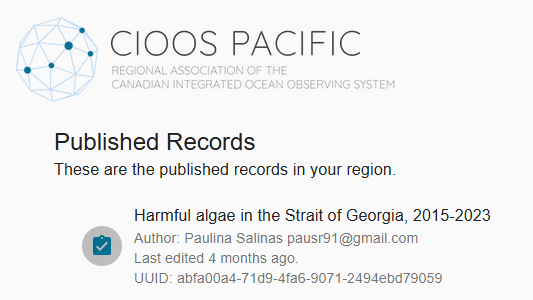 CIOOS PACIFIC
REGIONAL ASSOCIATION OF THE
CANADIAN INTEGRATED OCEAN OBSERVING SYSTEM
Published Records
These are the published records in your region.
Harmful algae in the Strait of Georgia, 2015-2023
Author: Paulina Salinas pausr91@gmail.com
Last edited 4 months ago.
UUID: abfa00a4-71d9-4fa6-9071-2494ebd79059